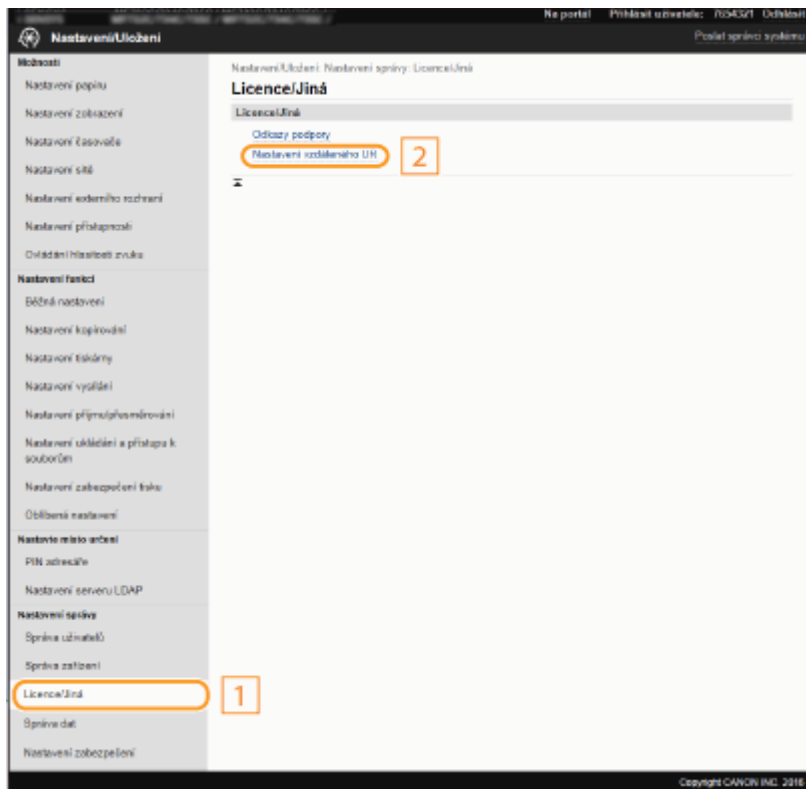 Na portál Přihlásit uživatele: 7654321 Odhlásit
Nastavení/Uložení
Poslat správci systému
Možnosti
Nastavení papíru
Nastavení zobrazení
Nastavení časovače
Nastavení sítě
Nastavení externího rozhraní
Nastavení přístupnosti
Ovládání hlasitosti zvuku
Nastavení funkcí
Běžná nastavení
Nastavení kopírování
Nastavení tiskárny
Nastavení vysílání
Nastavení příjmu/přesměrování
Nastavení ukládání a přístupu k
souborům
Nastavení zabezpečení tisku
Oblíbená nastavení
Nastavte místo určení
PIN adresáře
Nastavení serveru LDAP
Nastavení správy
Správa uživatelů
Správa zařízení
Licence/Jiná
1
Správa dat
Nastavení zabezpečení
Nastavení/Uložení: Nastavení správy: Licence/Jiná
Licence/Jiná
Licence/Jiná
Odkazy podpory
Nastavení vzdáleného UR
2
Copyright CANON INC. 2016